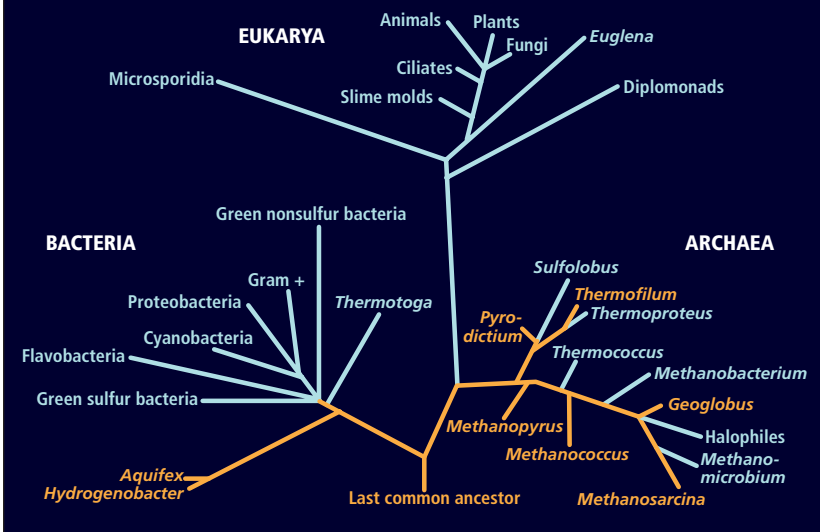 Animals
Plants
EUKARYA
Fungi
Euglena
Ciliates
Microsporidia
Slime molds
Diplomonads
Green nonsulfur bacteria
BACTERIA
ARCHAEA
Sulfolobus
Gram +
Thermofilum
Proteobacteria
Thermotoga
Thermoproteus
Pyro-
dictium
Cyanobacteria
Flavobacteria
Thermococcus
Methanobacterium
Green sulfur bacteria
Geoglobus
Methanopyrus
Halophiles
Methanococcus
Methano-
microbium
Aquifex
Hydrogenobacter
Last common ancestor
Methanosarcina